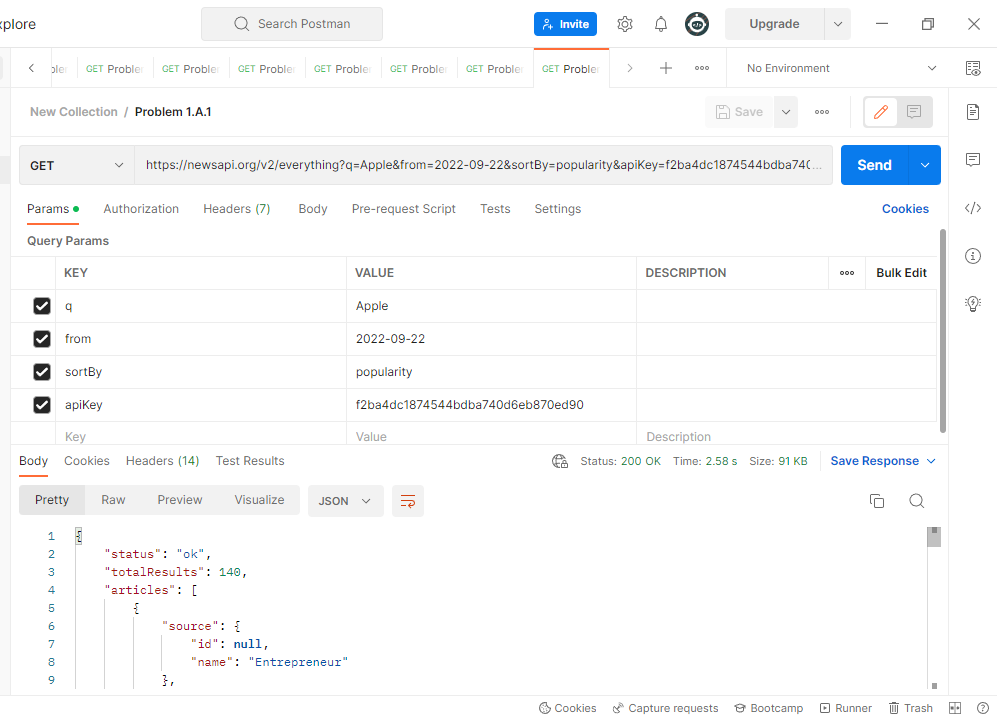 xplore
Search Postman
Invite
Upgrade
GET Proble
GET Proble
GET Proble
GET Proble
GET Proble
GET Proble
GET Proble
No Environment
New Collection / Problem 1.A.1
Save
GET
https://newsapi.org/v2/everything?q=Apple&from=2022-09-22&sortBy=popularity&apiKey=f2ba4dc1874544bdba740...
Send
Params
Authorization
Headers (7)
Body
Pre-request Script
Tests
Settings
Cookies
Query Params
KEY VALUE DESCRIPTION
Bulk Edit
q Apple
from 2022-09-22
sortBy popularity
apiKey f2ba4dc1874544bdba740d6eb870ed90
Key Value Description
Body Cookies Headers (14) Test Results
Status: 200 OK Time: 2.58 s Size: 91 KB
Save Response
Pretty Raw Preview Visualize
JSON
1 {
2 "status": "ok",
3 "totalResults": 140,
4 "articles": [
5 {
6 "source": {
7 "id": null,
8 "name": "Entrepreneur"
9 },
Cookies Capture requests Bootcamp Runner Trash